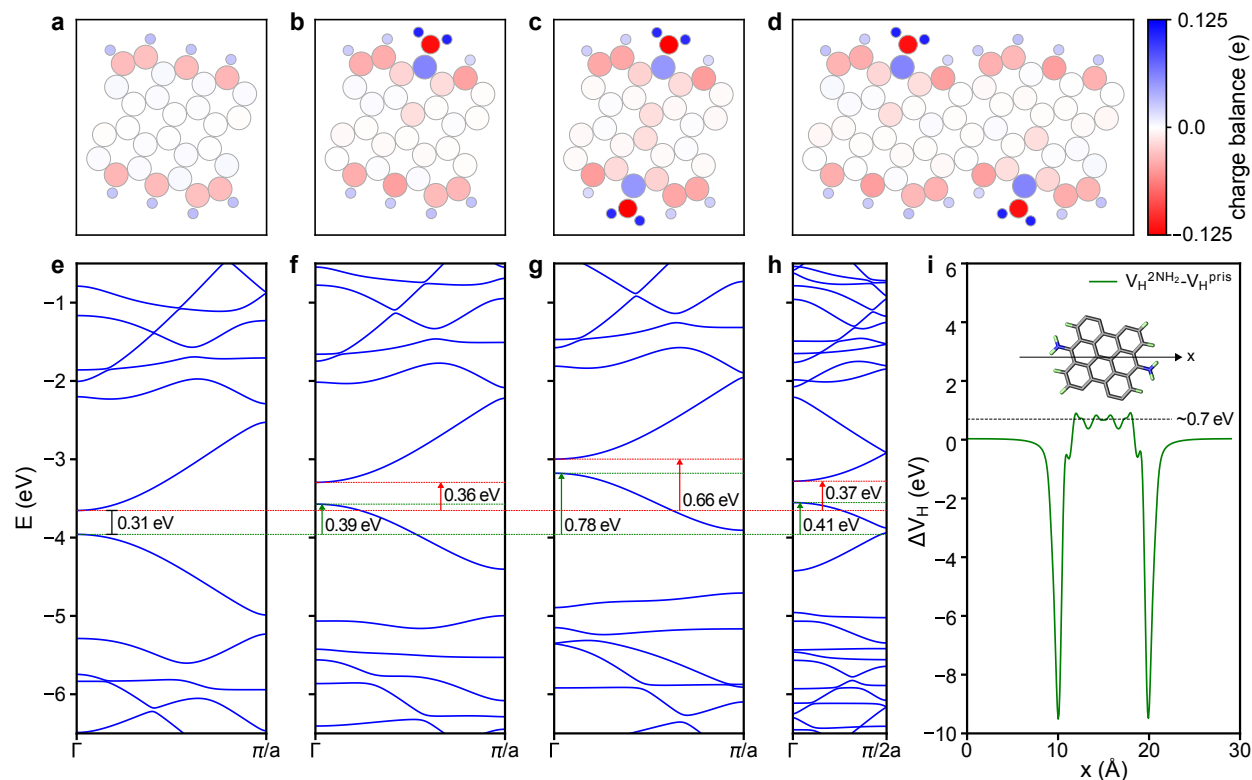 a
b
c
d
0.125
0.0
−0.125
charge balance (e)
e
f
g
h
i
E (eV)
−1
−2
−3
−4
−5
−6
0.31 eV
Γ
π/a
0.36 eV
0.39 eV
Γ
π/a
0.66 eV
0.78 eV
Γ
π/a
0.37 eV
0.41 eV
Γ
π/2a
ΔV_H (eV)
6
4
2
0
−2
−4
−6
−8
−10
V_H^2NH₂-V_H^pris
x
~0.7 eV
0
10
20
30
x (Å)